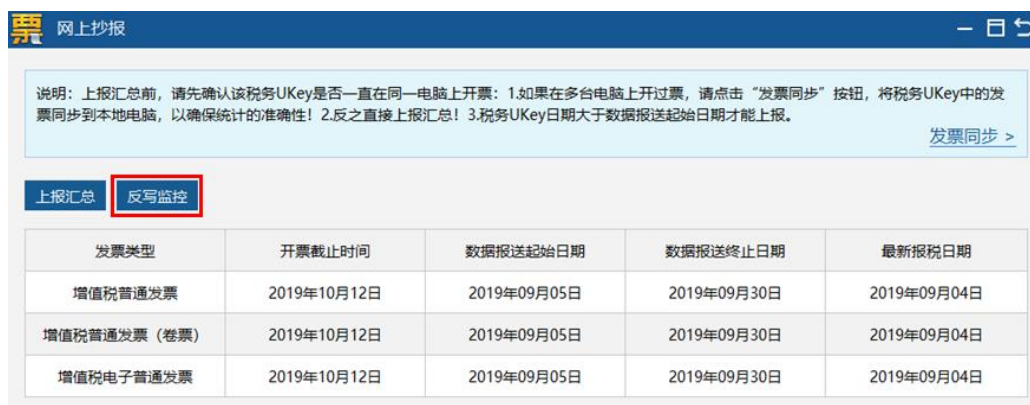 票 网上抄报
说明：上报汇总前，请先确认该税务UKey是否一直在同一电脑上开票：1.如果在多台电脑上开过票，请点击“发票同步”按钮，将税务UKey中的发
票同步到本地电脑，以确保统计的准确性！2.反之直接上报汇总！3.税务UKey日期大于数据报送起始日期才能上报。
发票同步 >
上报汇总 反写监控
发票类型 开票截止时间 数据报送起始日期 数据报送终止日期 最新报税日期
增值税普通发票 2019年10月12日 2019年09月05日 2019年09月30日 2019年09月04日
增值税普通发票（卷票） 2019年10月12日 2019年09月05日 2019年09月30日 2019年09月04日
增值税电子普通发票 2019年10月12日 2019年09月05日 2019年09月30日 2019年09月04日